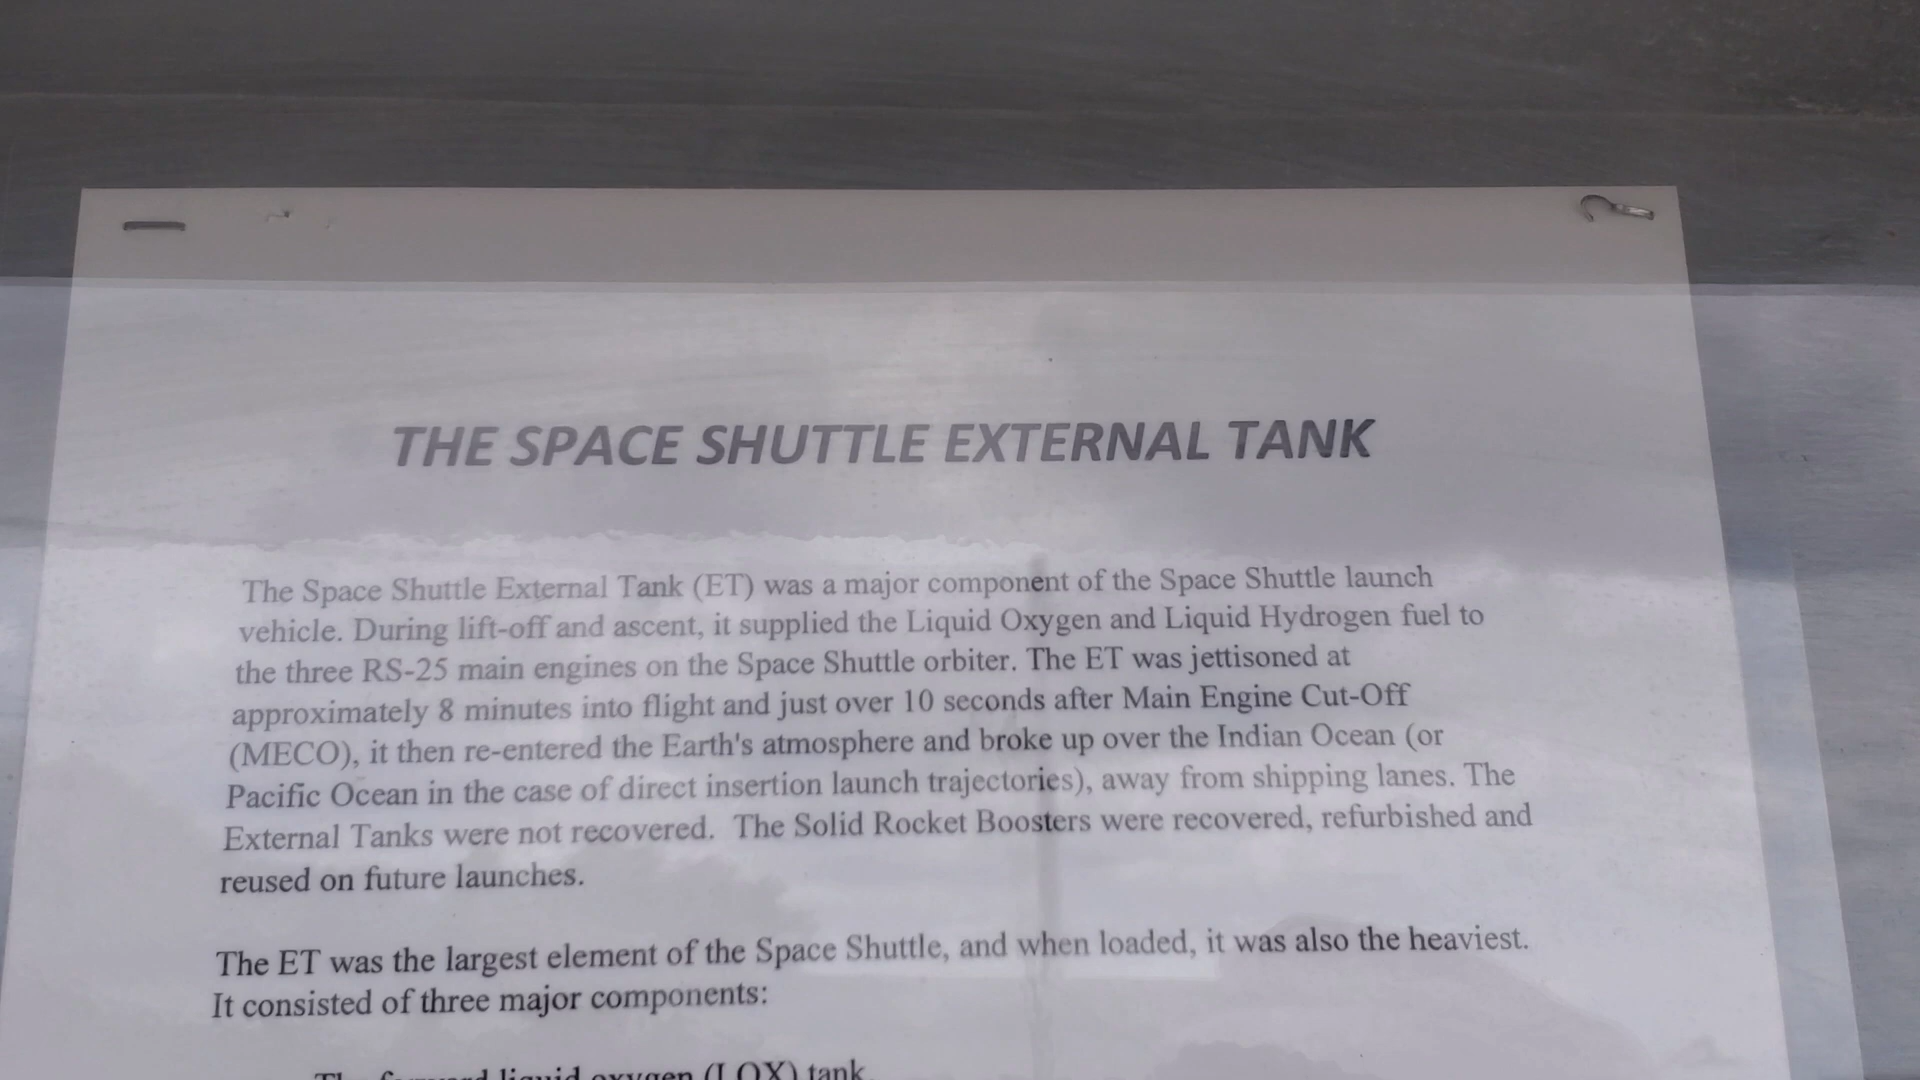 THE SPACE SHUTTLE EXTERNAL TANK
The Space Shuttle External Tank (ET) was a major component of the Space Shuttle launch
vehicle. During lift-off and ascent, it supplied the Liquid Oxygen and Liquid Hydrogen fuel to
the three RS-25 main engines on the Space Shuttle orbiter. The ET was jettisoned at
approximately 8 minutes into flight and just over 10 seconds after Main Engine Cut-Off
(MECO), it then re-entered the Earth's atmosphere and broke up over the Indian Ocean (or
Pacific Ocean in the case of direct insertion launch trajectories), away from shipping lanes. The
External Tanks were not recovered. The Solid Rocket Boosters were recovered, refurbished and
reused on future launches.
The ET was the largest element of the Space Shuttle, and when loaded, it was also the heaviest.
It consisted of three major components:
The forward liquid oxygen (LOX) tank